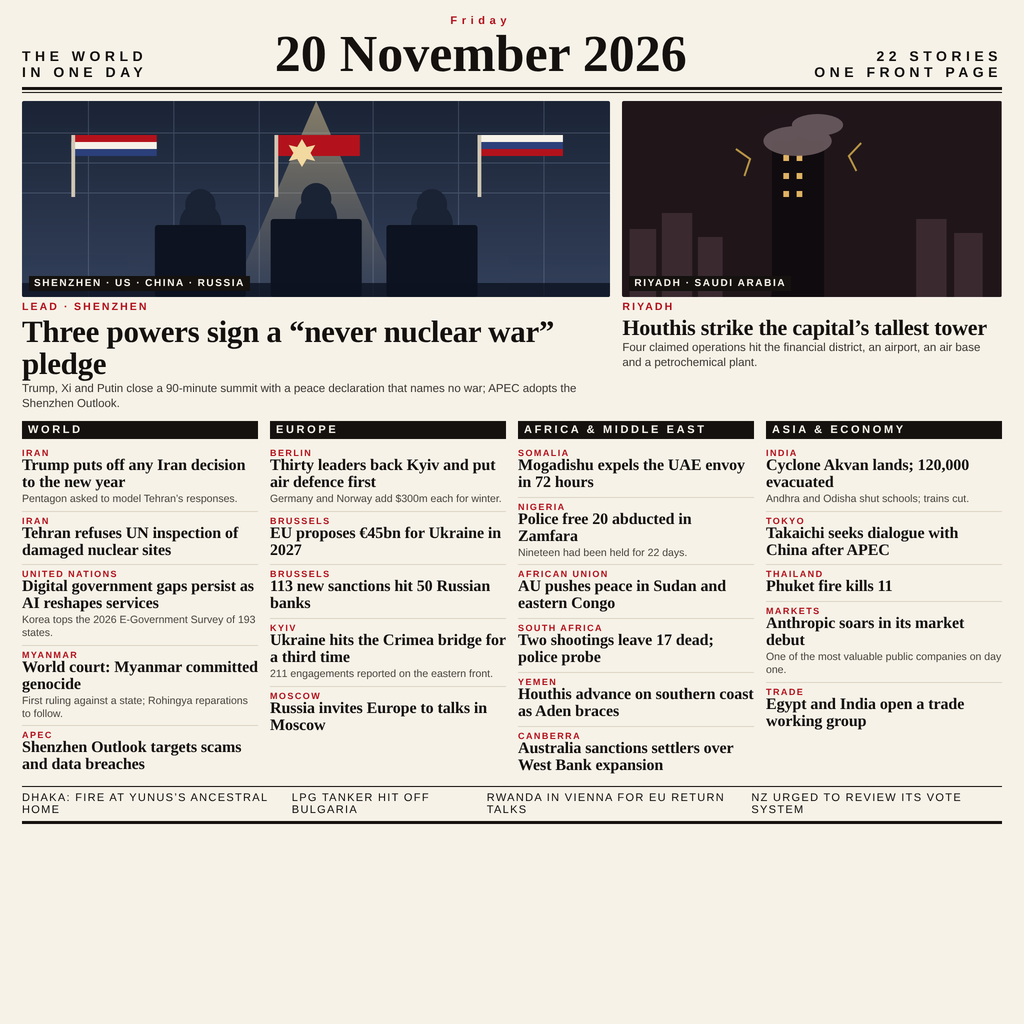 Friday
THE WORLD
IN ONE DAY
20 November 2026
22 STORIES
ONE FRONT PAGE
SHENZHEN · US · CHINA · RUSSIA
LEAD · SHENZHEN
Three powers sign a “never nuclear war”
pledge
Trump, Xi and Putin close a 90-minute summit with a peace declaration that names no war; APEC adopts the
Shenzhen Outlook.
RIYADH · SAUDI ARABIA
RIYADH
Houthis strike the capital’s tallest tower
Four claimed operations hit the financial district, an airport, an air base
and a petrochemical plant.
WORLD
IRAN
Trump puts off any Iran decision
to the new year
Pentagon asked to model Tehran’s responses.
IRAN
Tehran refuses UN inspection of
damaged nuclear sites
UNITED NATIONS
Digital government gaps persist as
AI reshapes services
Korea tops the 2026 E-Government Survey of 193
states.
MYANMAR
World court: Myanmar committed
genocide
First ruling against a state; Rohingya reparations
to follow.
APEC
Shenzhen Outlook targets scams
and data breaches
EUROPE
BERLIN
Thirty leaders back Kyiv and put
air defence first
Germany and Norway add $300m each for winter.
BRUSSELS
EU proposes €45bn for Ukraine in
2027
BRUSSELS
113 new sanctions hit 50 Russian
banks
KYIV
Ukraine hits the Crimea bridge for
a third time
211 engagements reported on the eastern front.
MOSCOW
Russia invites Europe to talks in
Moscow
AFRICA & MIDDLE EAST
SOMALIA
Mogadishu expels the UAE envoy
in 72 hours
NIGERIA
Police free 20 abducted in
Zamfara
Nineteen had been held for 22 days.
AFRICAN UNION
AU pushes peace in Sudan and
eastern Congo
SOUTH AFRICA
Two shootings leave 17 dead;
police probe
YEMEN
Houthis advance on southern coast
as Aden braces
CANBERRA
Australia sanctions settlers over
West Bank expansion
ASIA & ECONOMY
INDIA
Cyclone Akvan lands; 120,000
evacuated
Andhra and Odisha shut schools; trains cut.
TOKYO
Takaichi seeks dialogue with
China after APEC
THAILAND
Phuket fire kills 11
MARKETS
Anthropic soars in its market
debut
One of the most valuable public companies on day
one.
TRADE
Egypt and India open a trade
working group
DHAKA: FIRE AT YUNUS’S ANCESTRAL
HOME
LPG TANKER HIT OFF
BULGARIA
RWANDA IN VIENNA FOR EU RETURN
TALKS
NZ URGED TO REVIEW ITS VOTE
SYSTEM